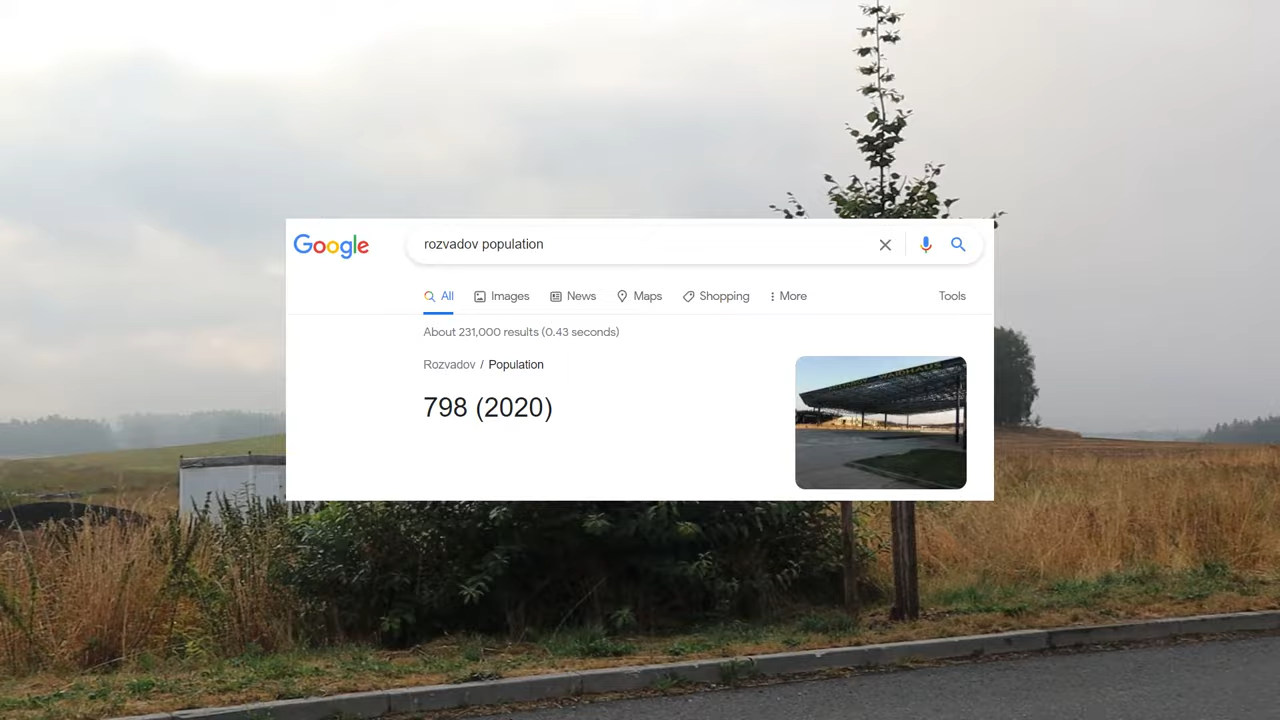 Google
rozvadov population
All Images News Maps Shopping More Tools
About 231,000 results (0.43 seconds)
Rozvadov / Population
798 (2020)
WAIDHAUS